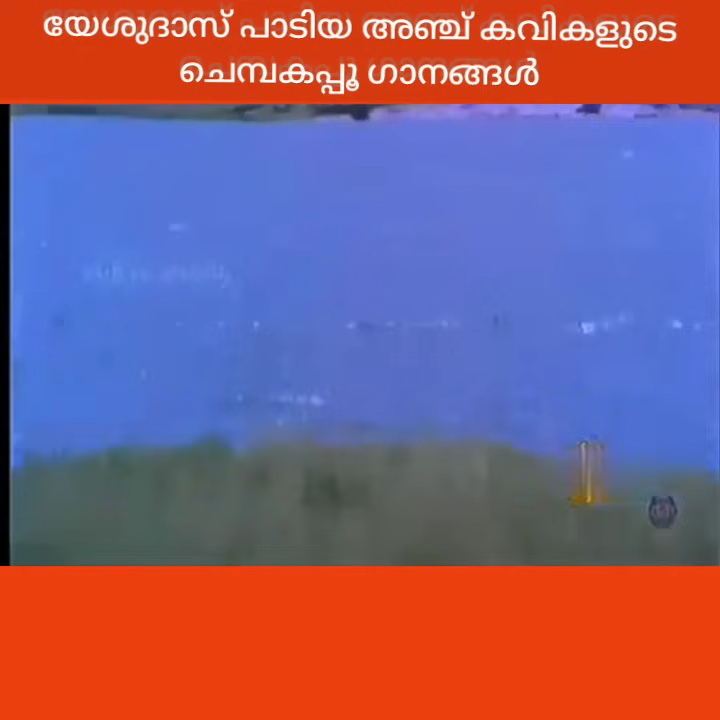 യേശുദാസ് പാടിയ അഞ്ച് കവികളുടെ
ചെമ്പകപ്പൂ ഗാനങ്ങൾ